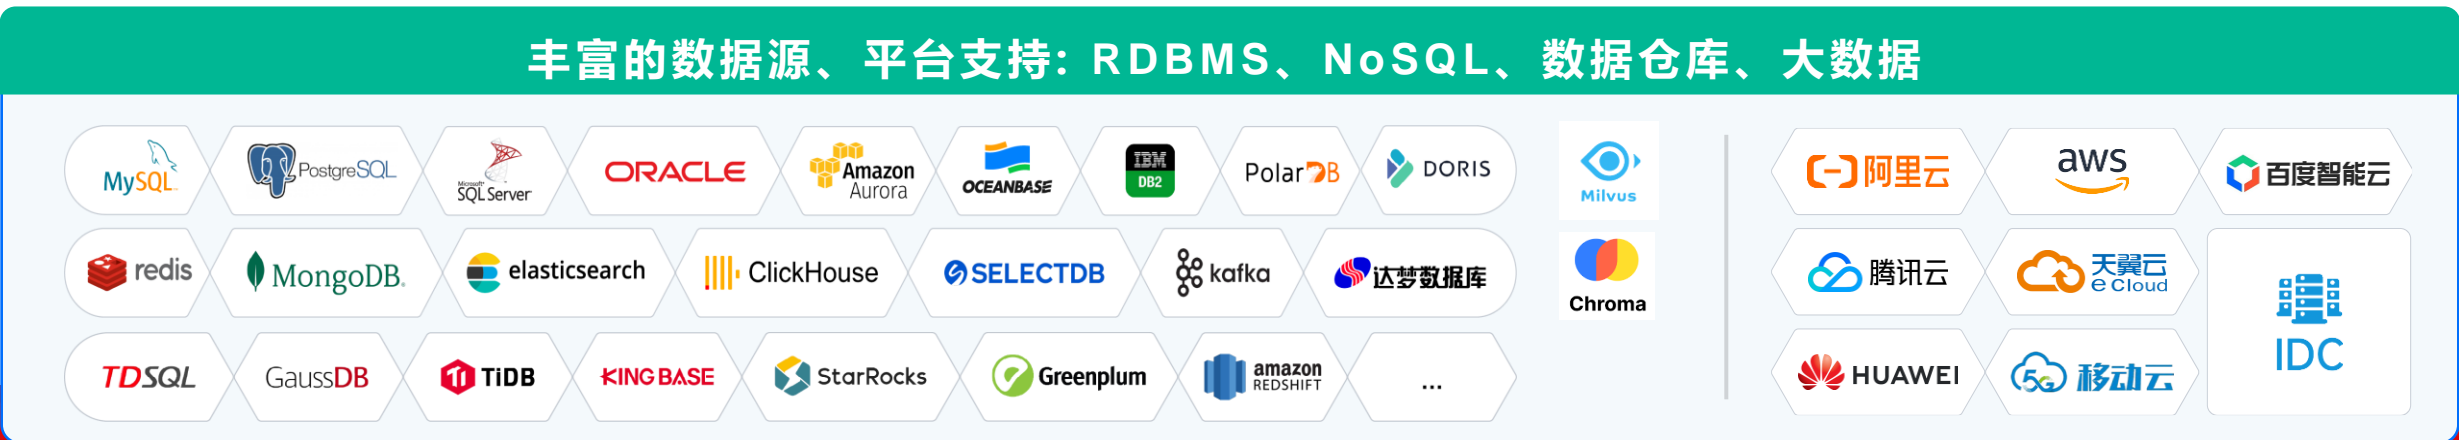 丰富的数据源、平台支持: RDBMS、NoSQL、数据仓库、大数据
MySQL
PostgreSQL
Microsoft SQL Server
ORACLE
Amazon Aurora
OCEANBASE
IBM DB2
PolarDB
DORIS
Milvus
redis
MongoDB
elasticsearch
ClickHouse
SELECTDB
kafka
达梦数据库
Chroma
TDSQL
GaussDB
TiDB
KINGBASE
StarRocks
Greenplum
amazon REDSHIFT
...
阿里云
aws
百度智能云
腾讯云
天翼云
e Cloud
IDC
HUAWEI
5G 移动云